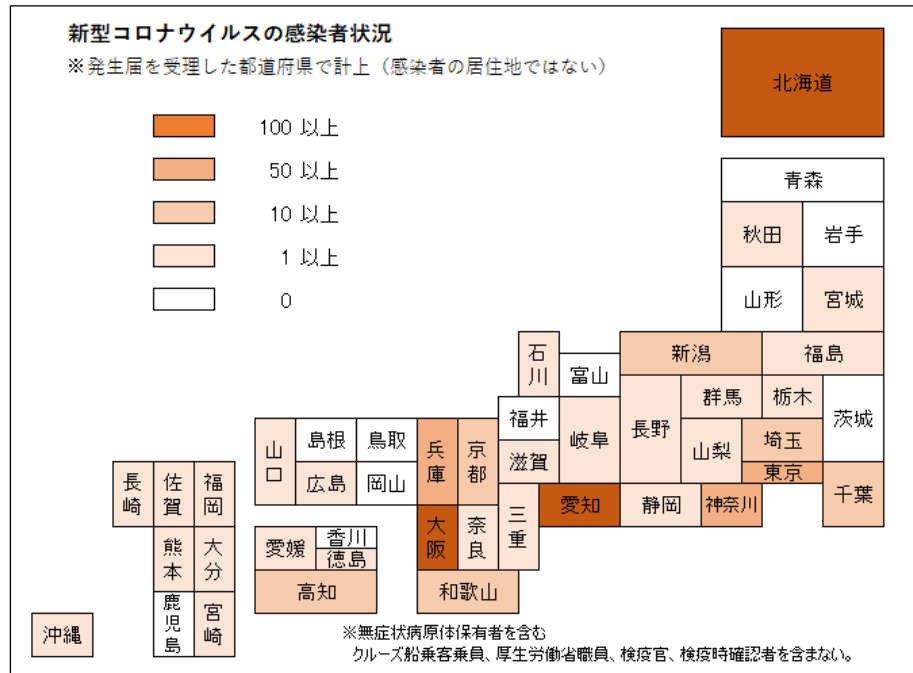 新型コロナウイルスの感染者状況
※発生届を受理した都道府県で計上（感染者の居住地ではない）
100 以上
50 以上
10 以上
1 以上
0
北海道
青森
秋田
岩手
山形
宮城
石川
富山
新潟
福島
福井
岐阜
長野
群馬
栃木
茨城
滋賀
山梨
埼玉
東京
千葉
山口
島根
鳥取
兵庫
京都
広島
岡山
長崎
佐賀
福岡
大阪
奈良
三重
愛知
静岡
神奈川
熊本
大分
愛媛
香川
徳島
高知
和歌山
鹿児島
宮崎
沖縄
※無症状病原体保有者を含む
クルーズ船乗客乗員、厚生労働省職員、検疫官、検疫時確認者を含まない。